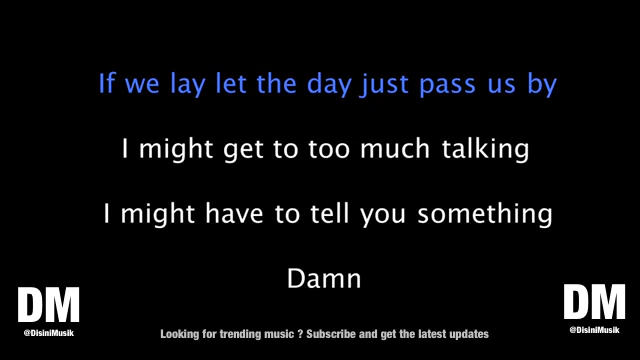 If we lay let the day just pass us by
I might get to too much talking
I might have to tell you something
Damn
DM
@DisiniMusik
DM
@DisiniMusik
Looking for trending music ? Subscribe and get the latest updates